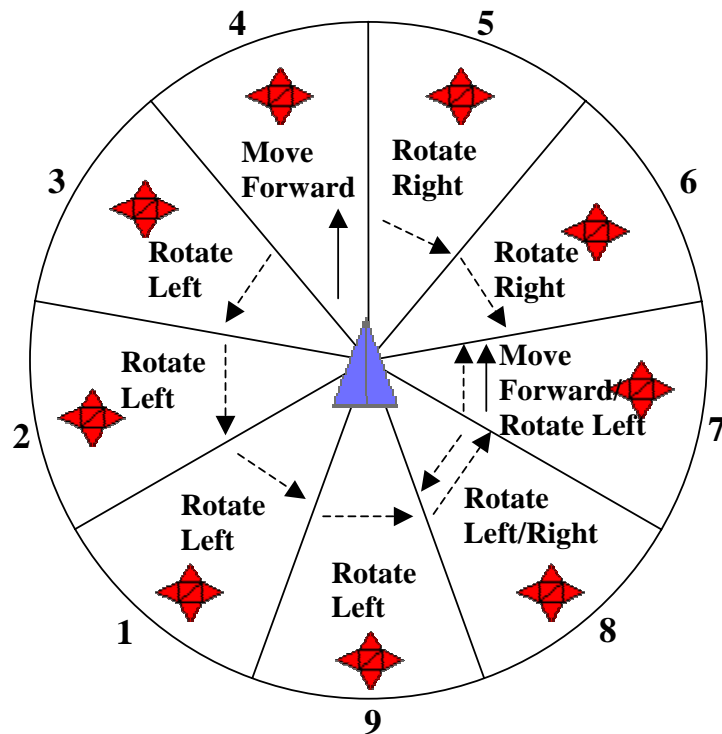 4
5
Move
Forward
Rotate
Right
3
6
Rotate
Left
Rotate
Right
Rotate
Left
Move
Forward/
Rotate Left
2
7
Rotate
Left
Rotate
Left/Right
Rotate
Left
1
8
9